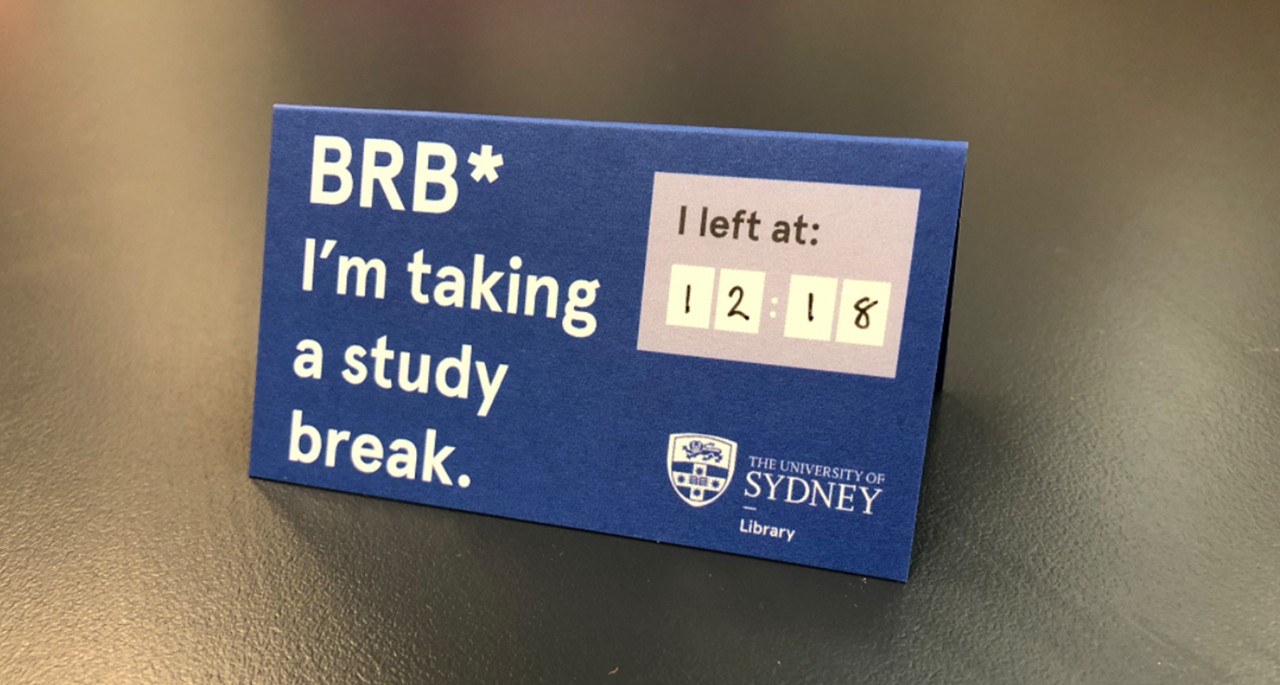 BRB*
I'm taking
a study
break.
I left at:
12:18
THE UNIVERSITY OF
SYDNEY
Library